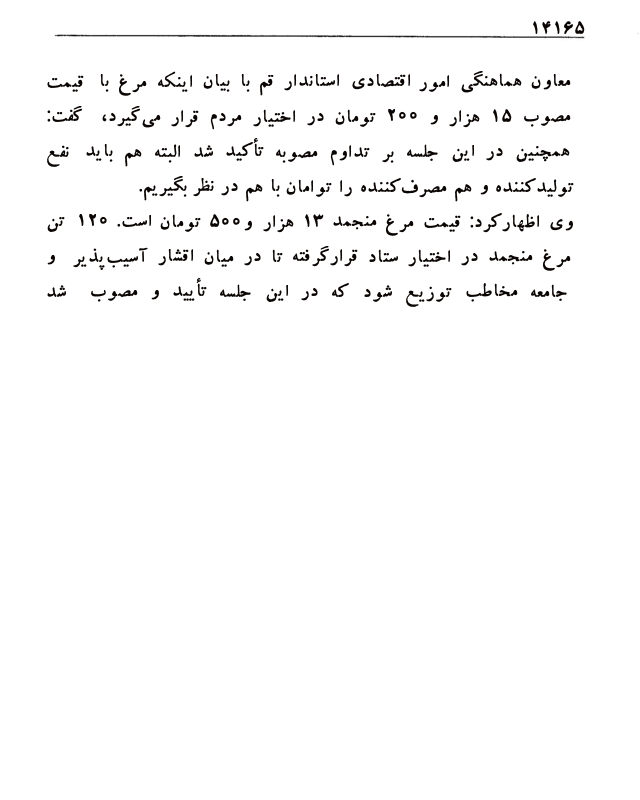 ۱۴۱۶۵
معاون هماهنگی امور اقتصادی استاندار قم با بیان اینکه مرغ با قیمت
مصوب ۱۵ هزار و ۲۰۰ تومان در اختیار مردم قرار می‌گیرد، گفت:
همچنین در این جلسه بر تداوم مصوبه تأکید شد البته هم باید نفع
تولیدکننده و هم مصرف‌کننده را توامان با هم در نظر بگیریم.
وی اظهارکرد: قیمت مرغ منجمد ۱۳ هزار و۵۰۰ تومان است. ۱۲۰ تن
مرغ منجمد در اختیار ستاد قرارگرفته تا در میان اقشار آسیب‌پذیر و
جامعه مخاطب توزیع شود که در این جلسه تأیید و مصوب شد